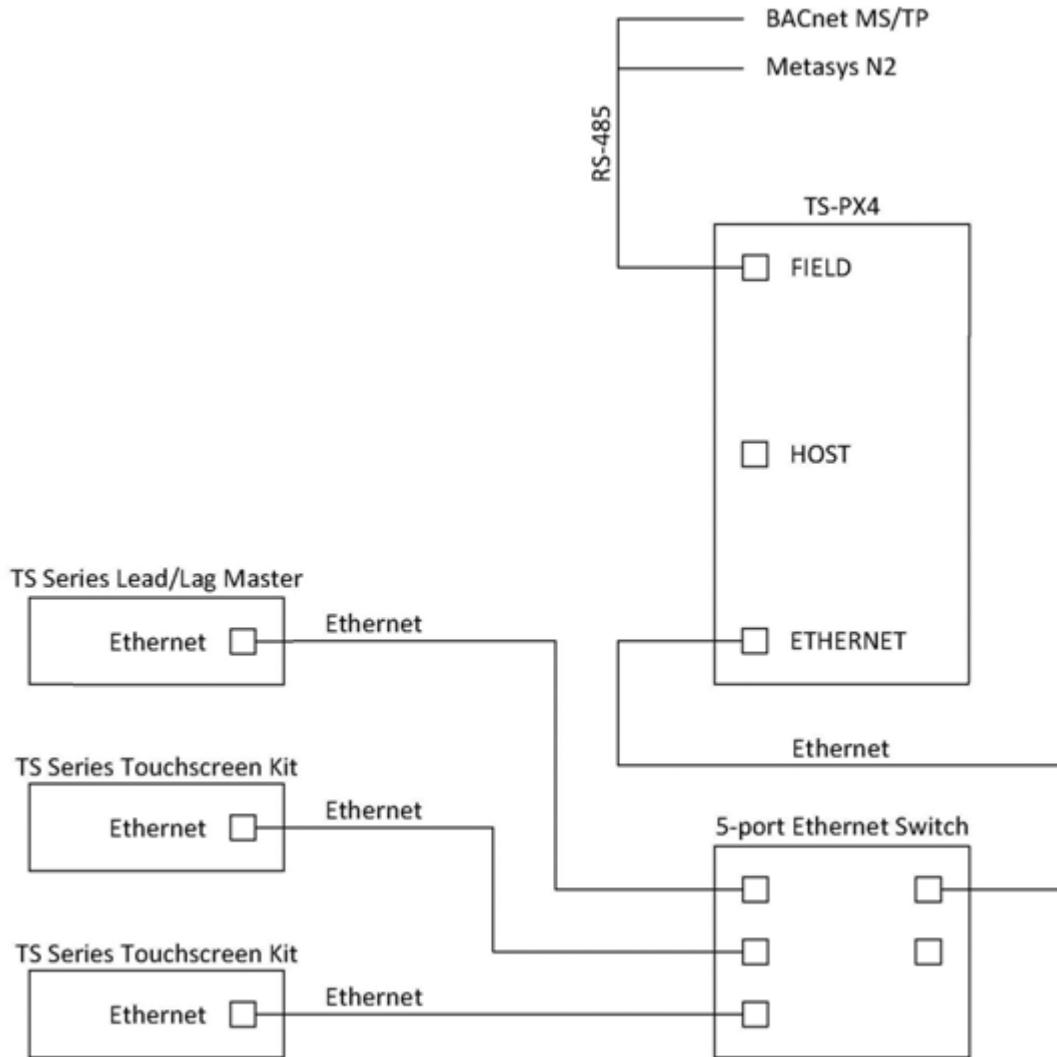 BACnet MS/TP
Metasys N2
RS-485
TS-PX4
FIELD
HOST
TS Series Lead/Lag Master
Ethernet
Ethernet
ETHERNET
Ethernet
TS Series Touchscreen Kit
Ethernet
Ethernet
5-port Ethernet Switch
TS Series Touchscreen Kit
Ethernet
Ethernet